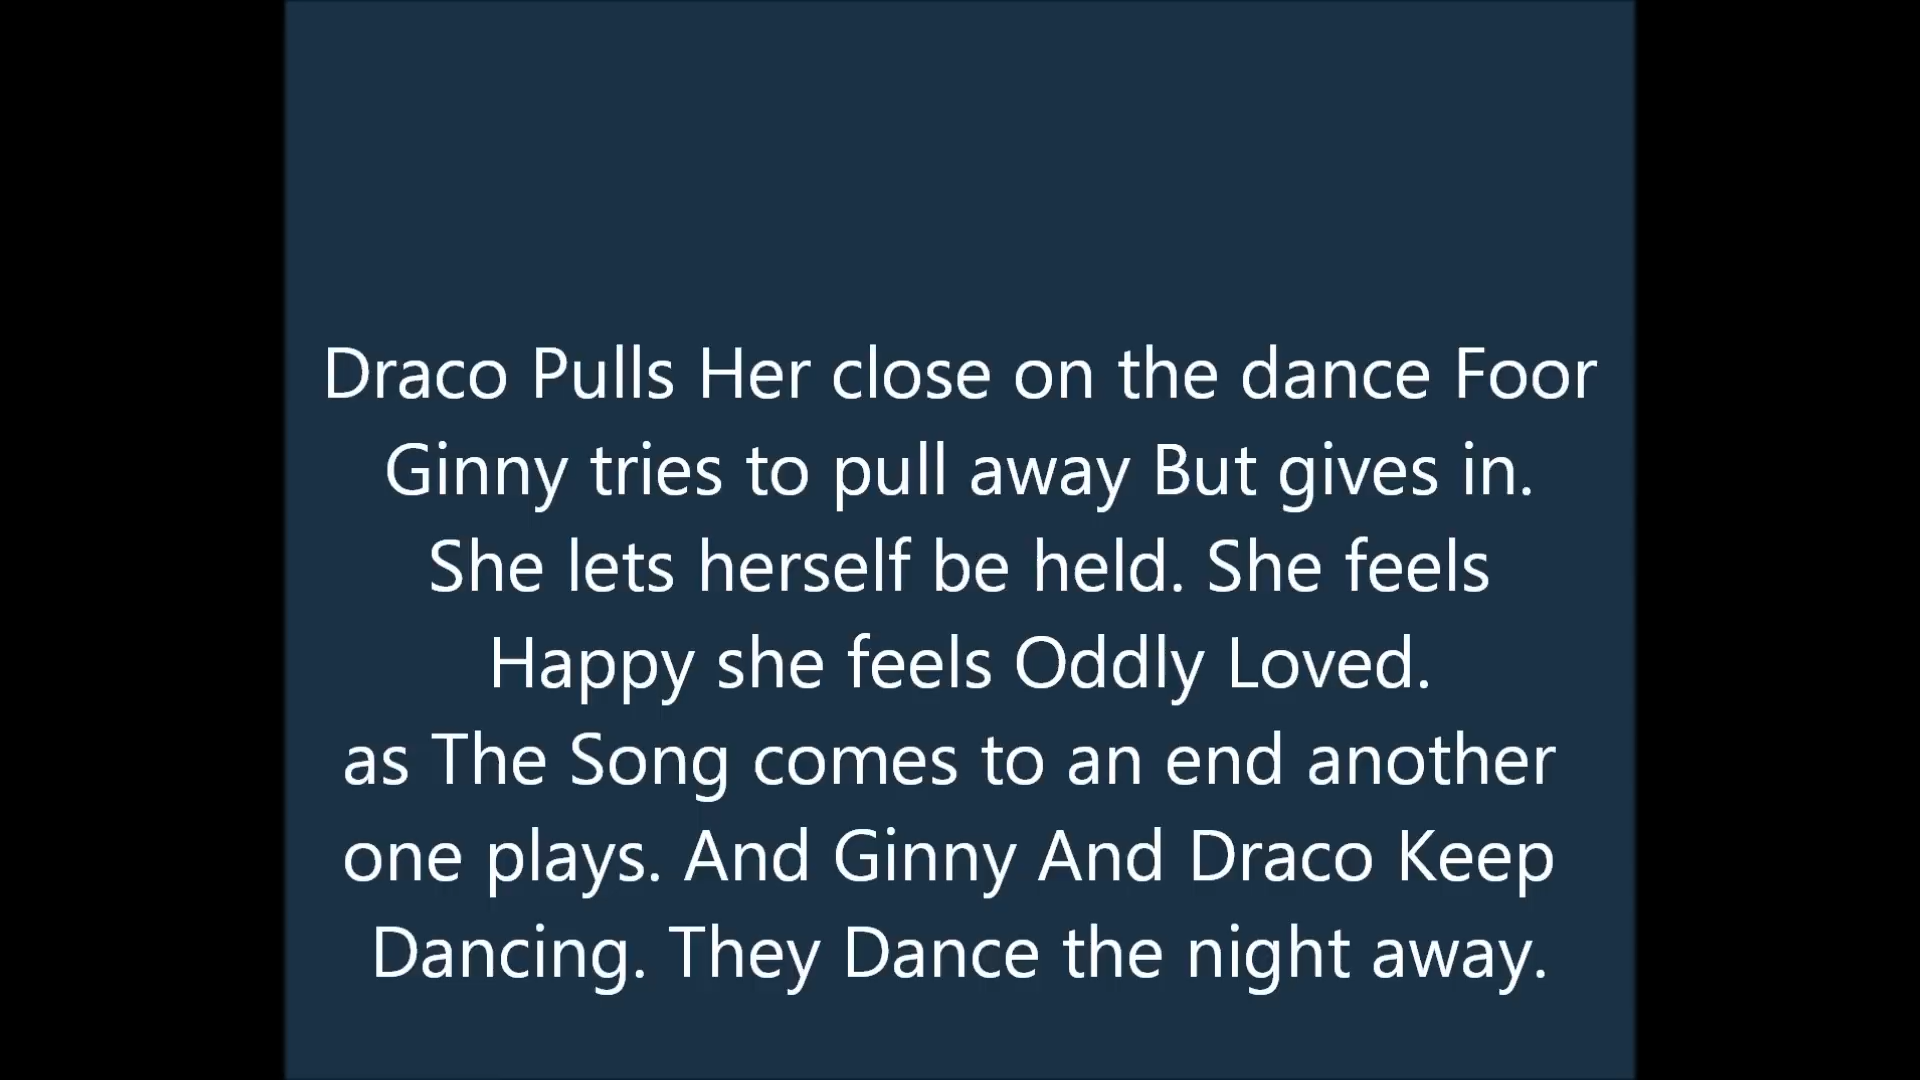 Draco Pulls Her close on the dance Foor
Ginny tries to pull away But gives in.
She lets herself be held. She feels
Happy she feels Oddly Loved.
as The Song comes to an end another
one plays. And Ginny And Draco Keep
Dancing. They Dance the night away.